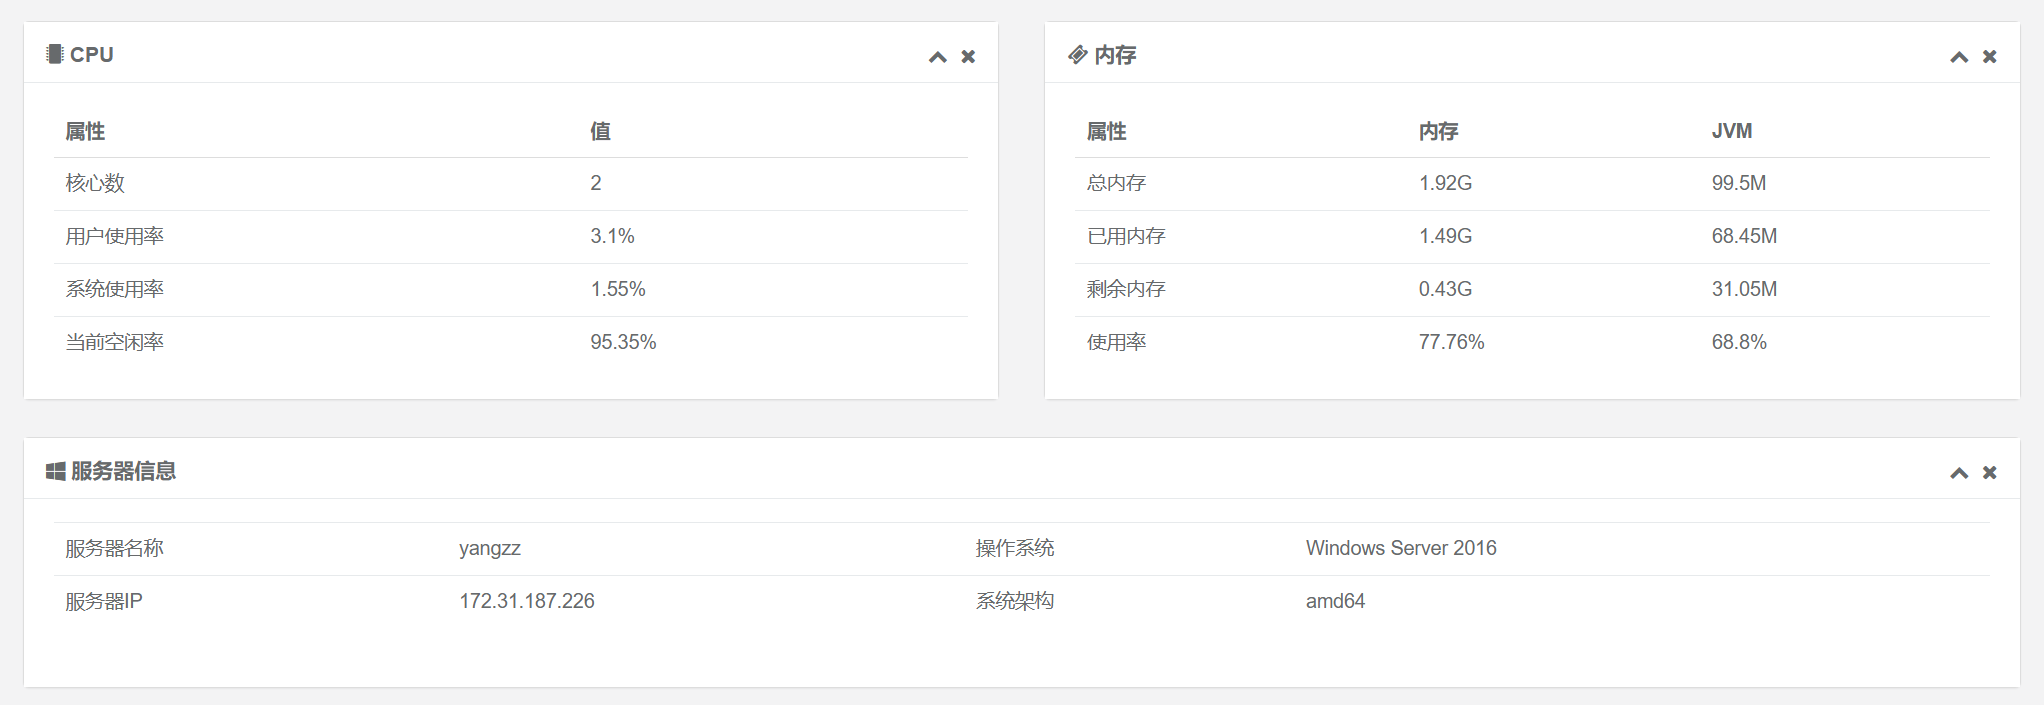 CPU
属性 值
核心数 2
用户使用率 3.1%
系统使用率 1.55%
当前空闲率 95.35%
内存
属性 内存 JVM
总内存 1.92G 99.5M
已用内存 1.49G 68.45M
剩余内存 0.43G 31.05M
使用率 77.76% 68.8%
服务器信息
服务器名称 yangzz 操作系统 Windows Server 2016
服务器IP 172.31.187.226 系统架构 amd64